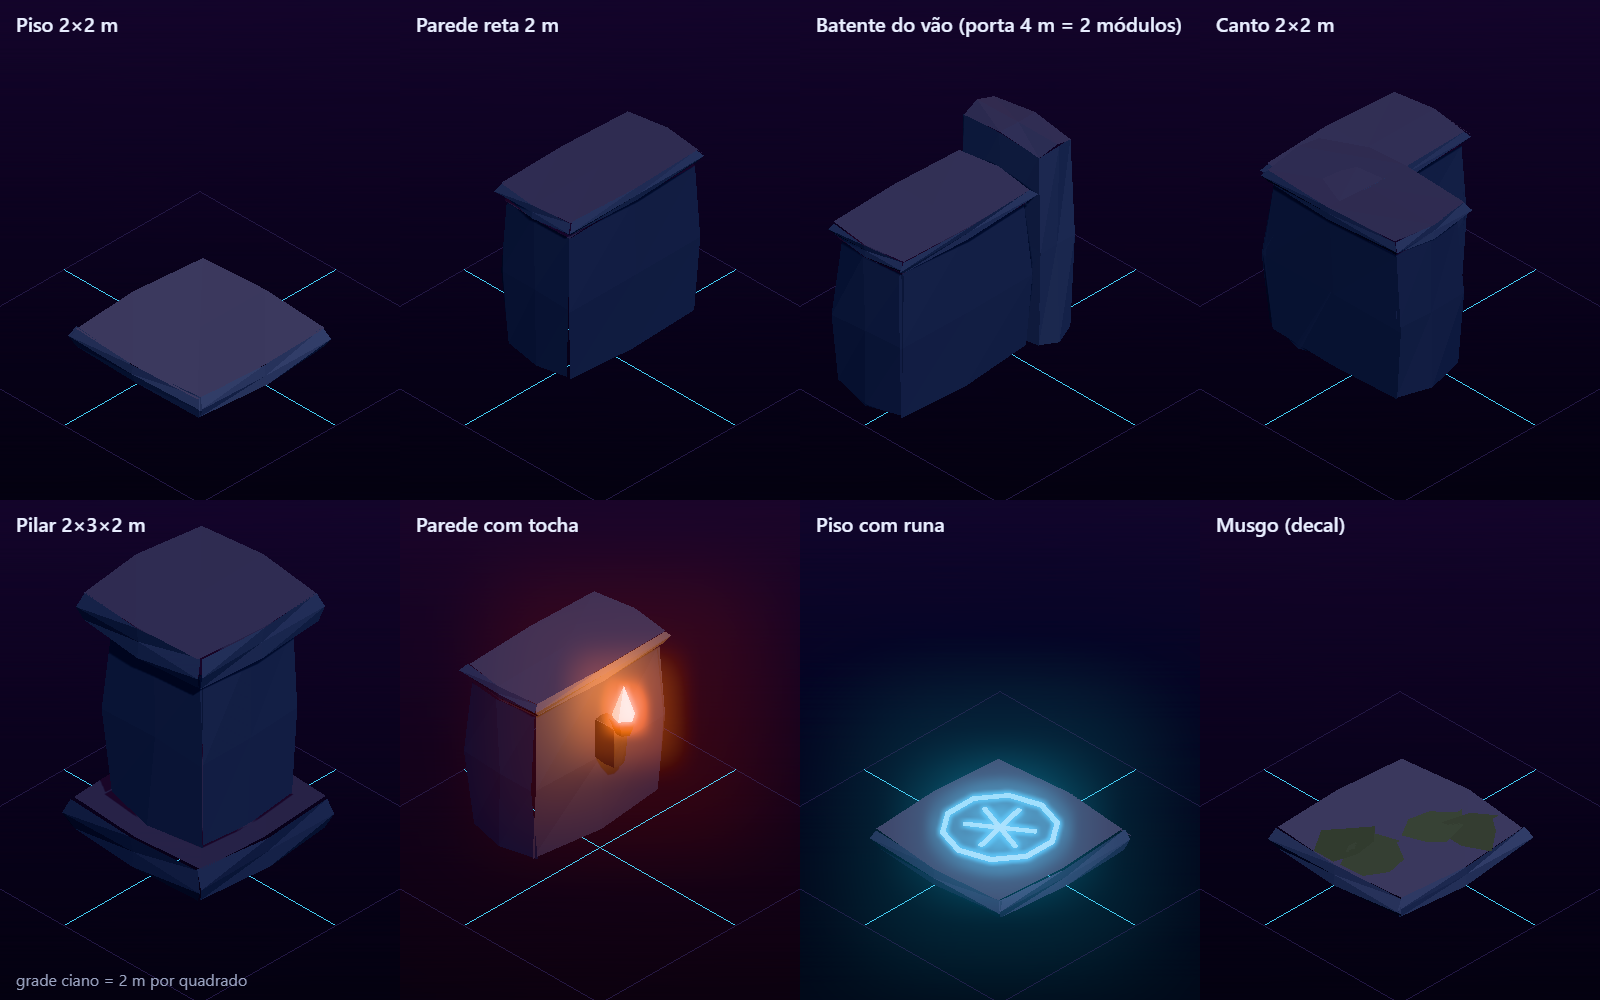 Piso 2×2 m
Parede reta 2 m
Batente do vão (porta 4 m = 2 módulos)
Canto 2×2 m
Pilar 2×3×2 m
Parede com tocha
Piso com runa
Musgo (decal)
grade ciano = 2 m por quadrado